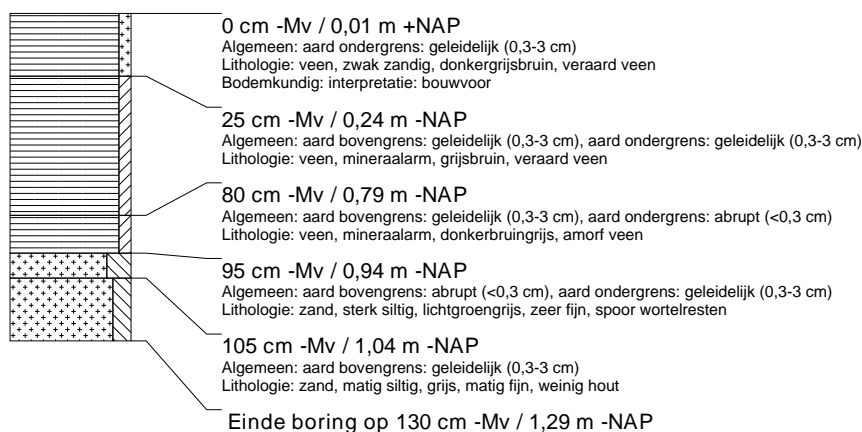 0 cm -Mv / 0,01 m +NAP
Algemeen: aard ondergrens: geleidelijk (0,3-3 cm)
Lithologie: veen, zwak zandig, donkergrijsbruin, veraard veen
Bodemkundig: interpretatie: bouwvoor
25 cm -Mv / 0,24 m -NAP
Algemeen: aard bovengrens: geleidelijk (0,3-3 cm), aard ondergrens: geleidelijk (0,3-3 cm)
Lithologie: veen, mineraalarm, grijsbruin, veraard veen
80 cm -Mv / 0,79 m -NAP
Algemeen: aard bovengrens: geleidelijk (0,3-3 cm), aard ondergrens: abrupt (<0,3 cm)
Lithologie: veen, mineraalarm, donkerbruingrijs, amorf veen
95 cm -Mv / 0,94 m -NAP
Algemeen: aard bovengrens: abrupt (<0,3 cm), aard ondergrens: geleidelijk (0,3-3 cm)
Lithologie: zand, sterk siltig, lichtgroengrijs, zeer fijn, spoor wortelresten
105 cm -Mv / 1,04 m -NAP
Algemeen: aard bovengrens: geleidelijk (0,3-3 cm)
Lithologie: zand, matig siltig, grijs, matig fijn, weinig hout
Einde boring op 130 cm -Mv / 1,29 m -NAP